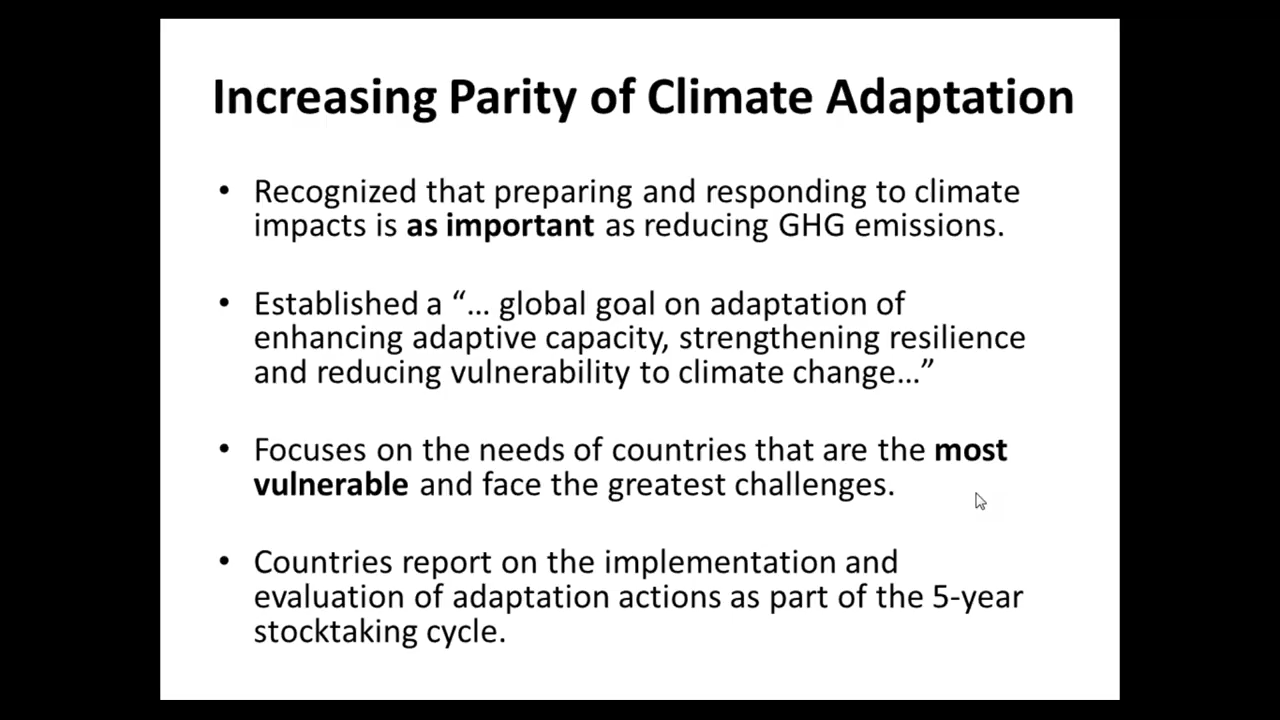 Increasing Parity of Climate Adaptation
• Recognized that preparing and responding to climate
impacts is as important as reducing GHG emissions.
• Established a “… global goal on adaptation of
enhancing adaptive capacity, strengthening resilience
and reducing vulnerability to climate change…”
• Focuses on the needs of countries that are the most
vulnerable and face the greatest challenges.
• Countries report on the implementation and
evaluation of adaptation actions as part of the 5-year
stocktaking cycle.